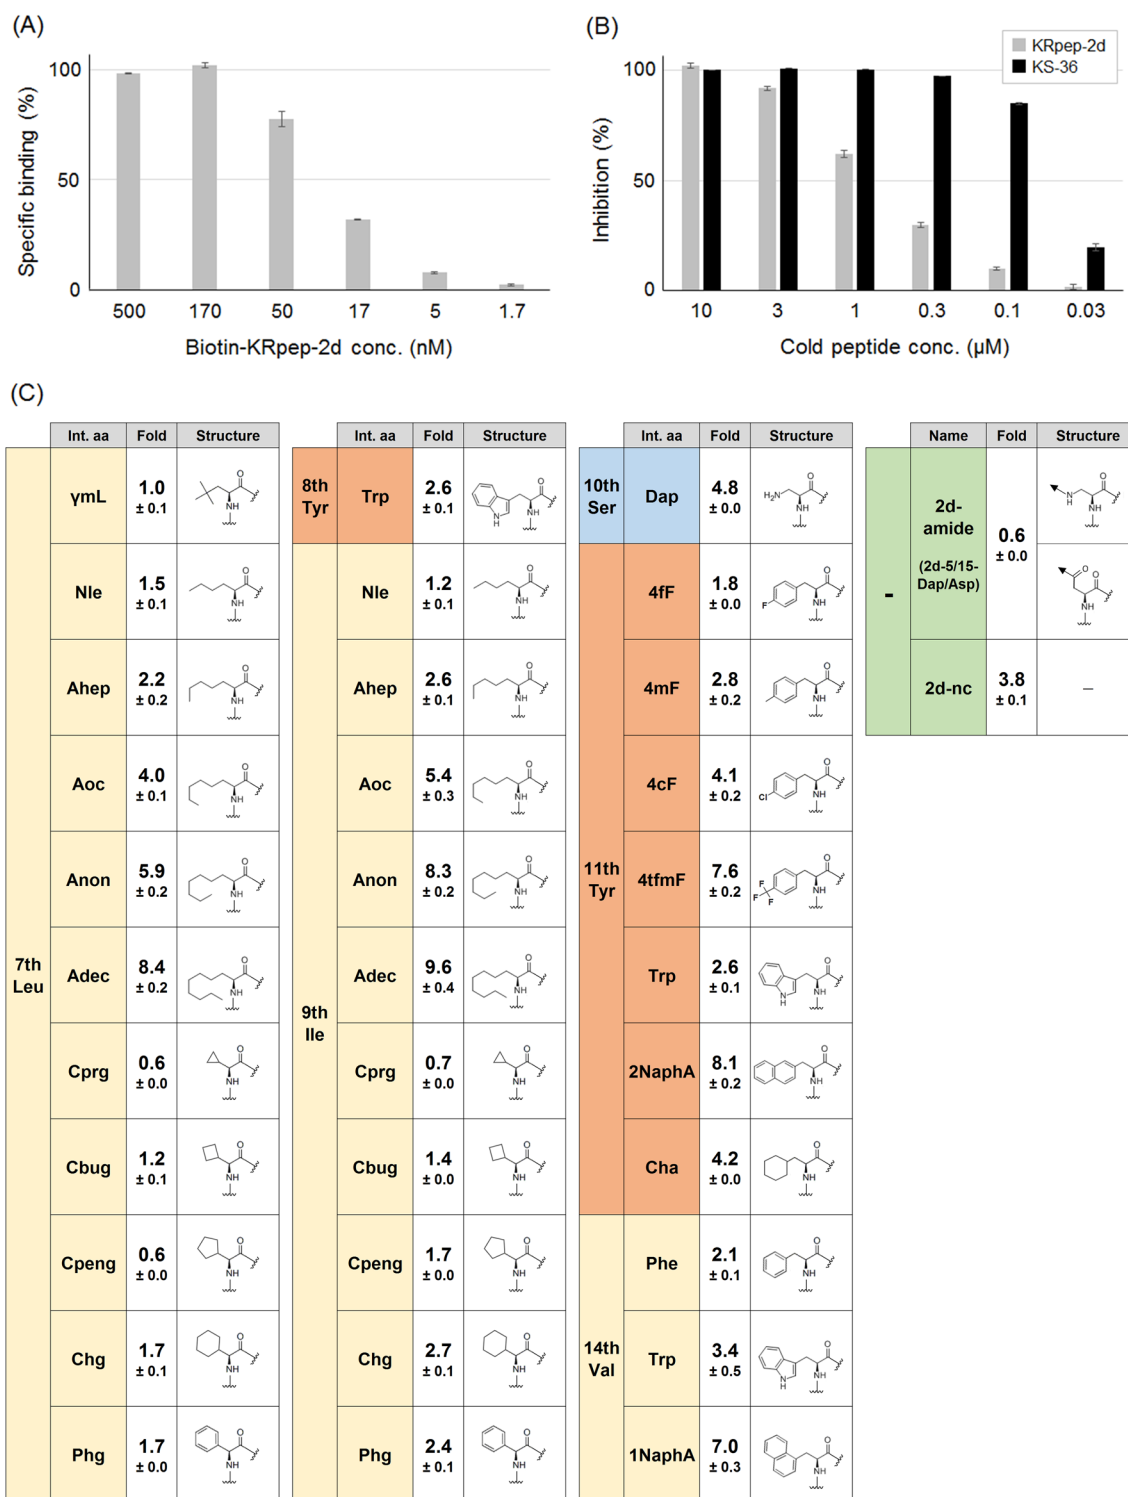 (A)
Specific binding (%)
100
50
0
500 170 50 17 5 1.7
Biotin-KRpep-2d conc. (nM)
(B)
KRpep-2d
KS-36
Inhibition (%)
100
50
0
10 3 1 0.3 0.1 0.03
Cold peptide conc. (µM)
(C)
Int. aa Fold Structure
7th
Leu
γmL 1.0
± 0.1
Nle 1.5
± 0.1
Ahep 2.2
± 0.2
Aoc 4.0
± 0.1
Anon 5.9
± 0.2
Adec 8.4
± 0.2
Cprg 0.6
± 0.0
Cbug 1.2
± 0.1
Cpeng 0.6
± 0.0
Chg 1.7
± 0.1
Phg 1.7
± 0.0
O
NH
Int. aa Fold Structure
8th
Tyr
Trp 2.6
± 0.1
9th
Ile
Nle 1.2
± 0.1
Ahep 2.6
± 0.1
Aoc 5.4
± 0.3
Anon 8.3
± 0.2
Adec 9.6
± 0.4
Cprg 0.7
± 0.0
Cbug 1.4
± 0.0
Cpeng 1.7
± 0.0
Chg 2.7
± 0.1
Phg 2.4
± 0.1
Int. aa Fold Structure
10th
Ser
Dap 4.8
± 0.0
H₂N
11th
Tyr
4fF 1.8
± 0.0
F
4mF 2.8
± 0.2
4cF 4.1
± 0.2
Cl
4tfmF 7.6
± 0.2
F
F
F
Trp 2.6
± 0.1
2NaphA 8.1
± 0.2
Cha 4.2
± 0.0
14th
Val
Phe 2.1
± 0.1
Trp 3.4
± 0.5
1NaphA 7.0
± 0.3
Name Fold Structure
-
2d-
amide
(2d-5/15-
Dap/Asp)
0.6
± 0.0
2d-nc 3.8
± 0.1
–